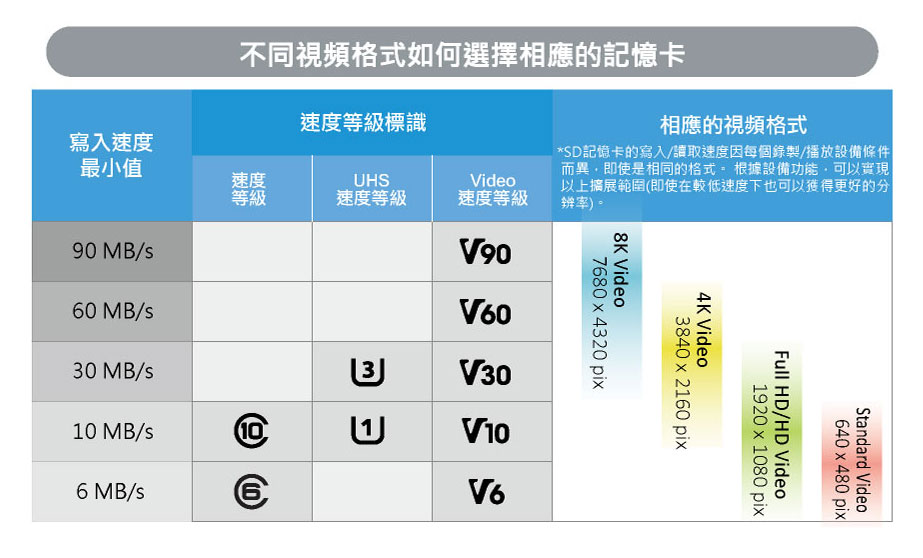 不同視頻格式如何選擇相應的記憶卡
寫入速度
最小值
速度等級標識
相應的視頻格式
*SD記憶卡的寫入/讀取速度因每個錄製/播放設備條件
而異，即使是相同的格式。 根據設備功能，可以實現
以上擴展範圍(即使在較低速度下也可以獲得更好的分
辨率)。
速度
等級
UHS
速度等級
Video
速度等級
90 MB/s
V90
60 MB/s
V60
30 MB/s
3
V30
10 MB/s
10
1
V10
6 MB/s
6
V6
8K Video
7680 x 4320 pix
4K Video
3840 x 2160 pix
Full HD/HD Video
1920 x 1080 pix
Standard Video
640 x 480 pix